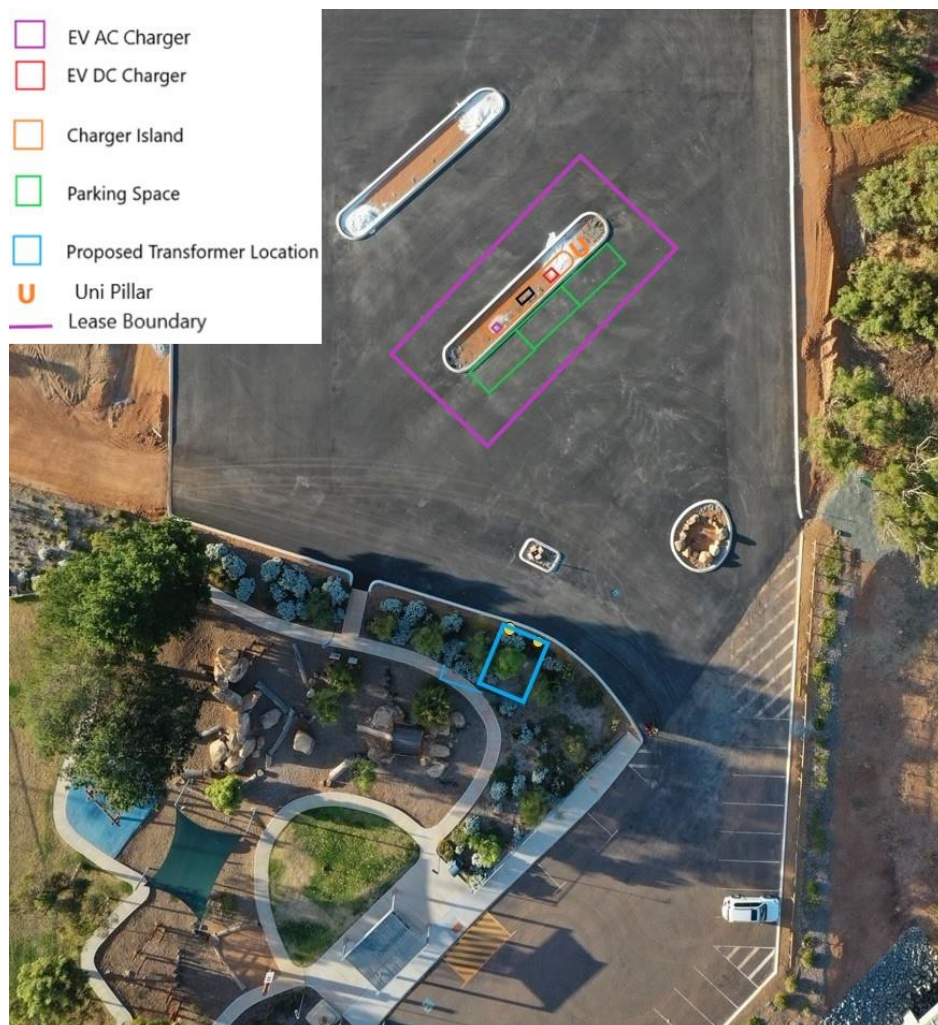 EV AC Charger
EV DC Charger
Charger Island
Parking Space
Proposed Transformer Location
U Uni Pillar
Lease Boundary
U